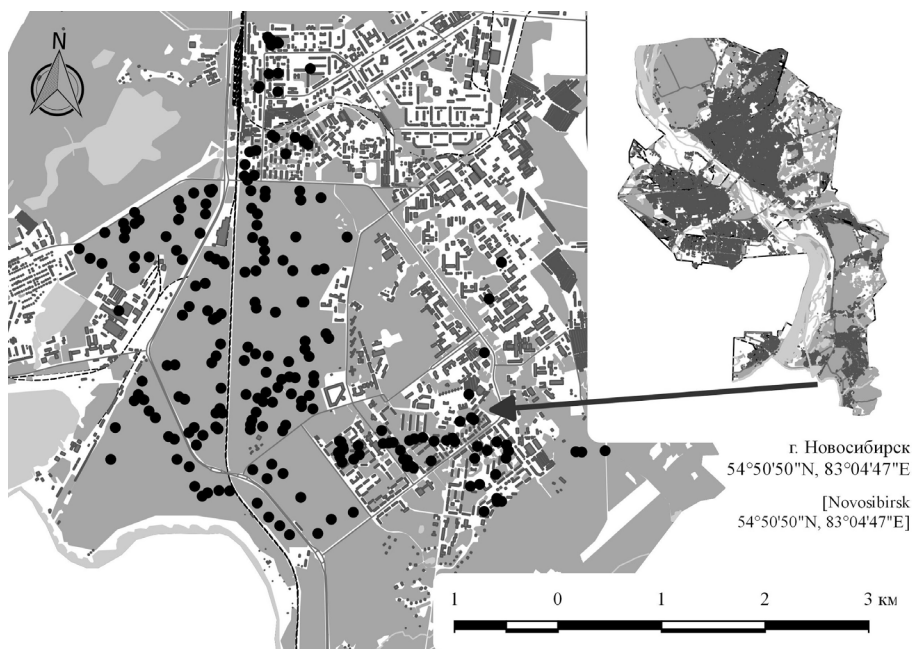 N
г. Новосибирск
54°50'50"N, 83°04'47"E
[Novosibirsk
54°50'50"N, 83°04'47"E]
1 0 1 2 3 км